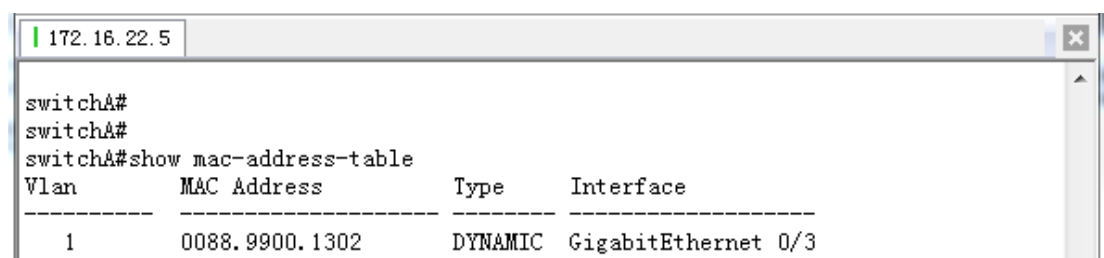 172.16.22.5
switchA#
switchA#
switchA#show mac-address-table
Vlan MAC Address Type Interface
---------- -------------------- -------- -------------------
1 0088.9900.1302 DYNAMIC GigabitEthernet 0/3